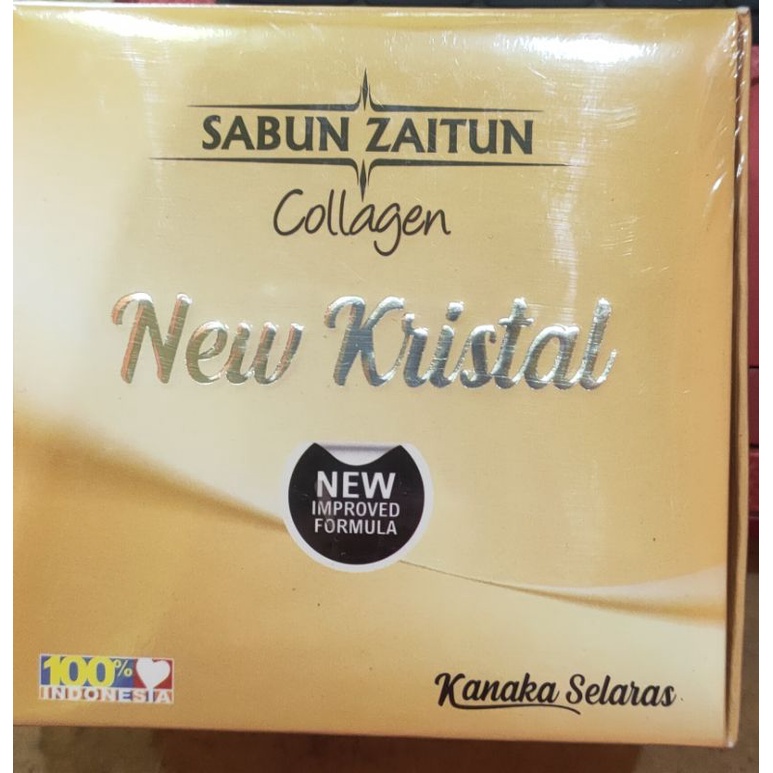 SABUN ZAITUN
Collagen
New Kristal
NEW
IMPROVED
FORMULA
100%
INDONESIA
Kanaka Selaras